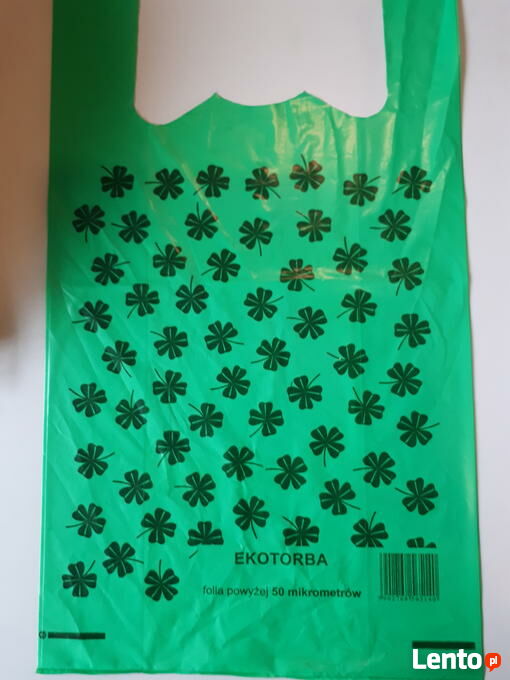 EKOTORBA
folia powyżej 50 mikrometrów
Lento.pl